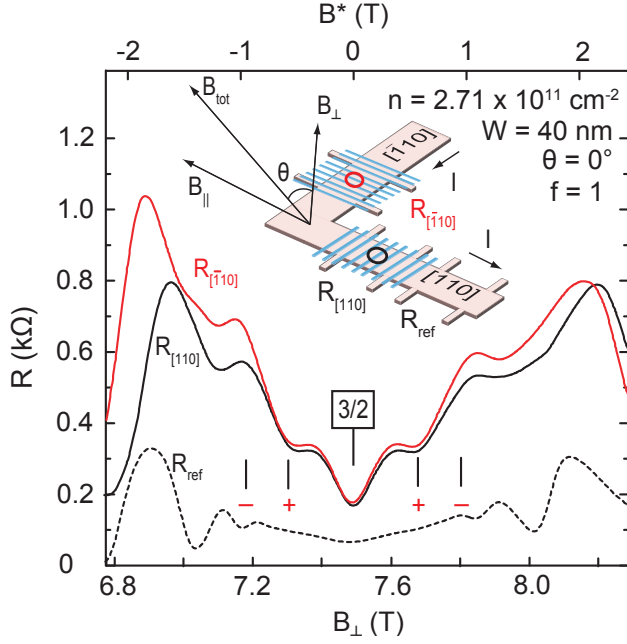 B* (T)
-2 -1 0 1 2
B_tot
B_⊥
θ
B_||
n = 2.71 x 10¹¹ cm⁻²
W = 40 nm
θ = 0°
f = 1
[1̄10]
I
R_[1̄10]
I
[110]
R_[110]
R_ref
R_[1̄10]
R_[110]
3/2
R_ref
− + + −
R (kΩ)
1.2
1.0
0.8
0.6
0.4
0.2
0
6.8 7.2 7.6 8.0
B_⊥ (T)